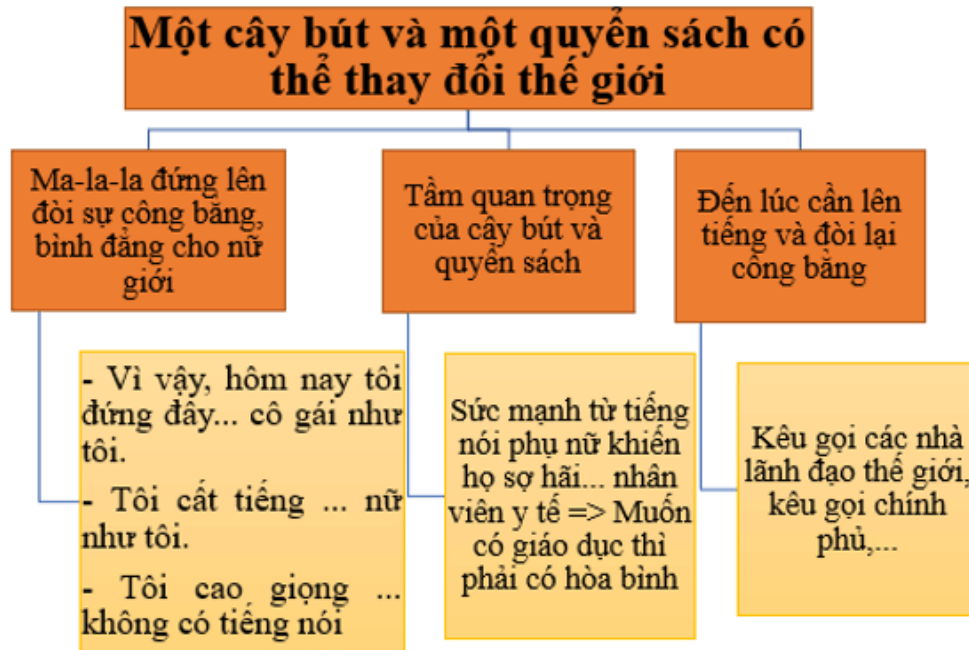 Một cây bút và một quyển sách có
thể thay đổi thế giới
Ma-la-la đứng lên
đòi sự công bằng,
bình đẳng cho nữ
giới
Tầm quan trọng
của cây bút và
quyển sách
Đến lúc cần lên
tiếng và đòi lại
công bằng
- Vì vậy, hôm nay tôi
đứng đây... cô gái như
tôi.
- Tôi cất tiếng ... nữ
như tôi.
- Tôi cao giọng ...
không có tiếng nói
Sức mạnh từ tiếng
nói phụ nữ khiến
họ sợ hãi... nhân
viên y tế => Muốn
có giáo dục thì
phải có hòa bình
Kêu gọi các nhà
lãnh đạo thế giới,
kêu gọi chính
phủ,...